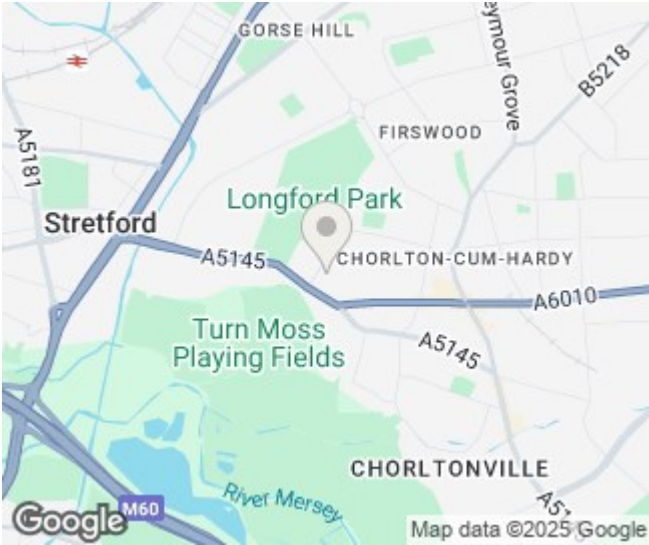 GORSE HILL
eymour Grove
B5218
FIRSWOOD
A5181
Longford Park
Stretford
A5145
CHORLTON-CUM-HARDY
A6010
Turn Moss
Playing Fields
A5145
CHORLTONVILLE
River Mersey
M60
Google
Map data ©2025 Google